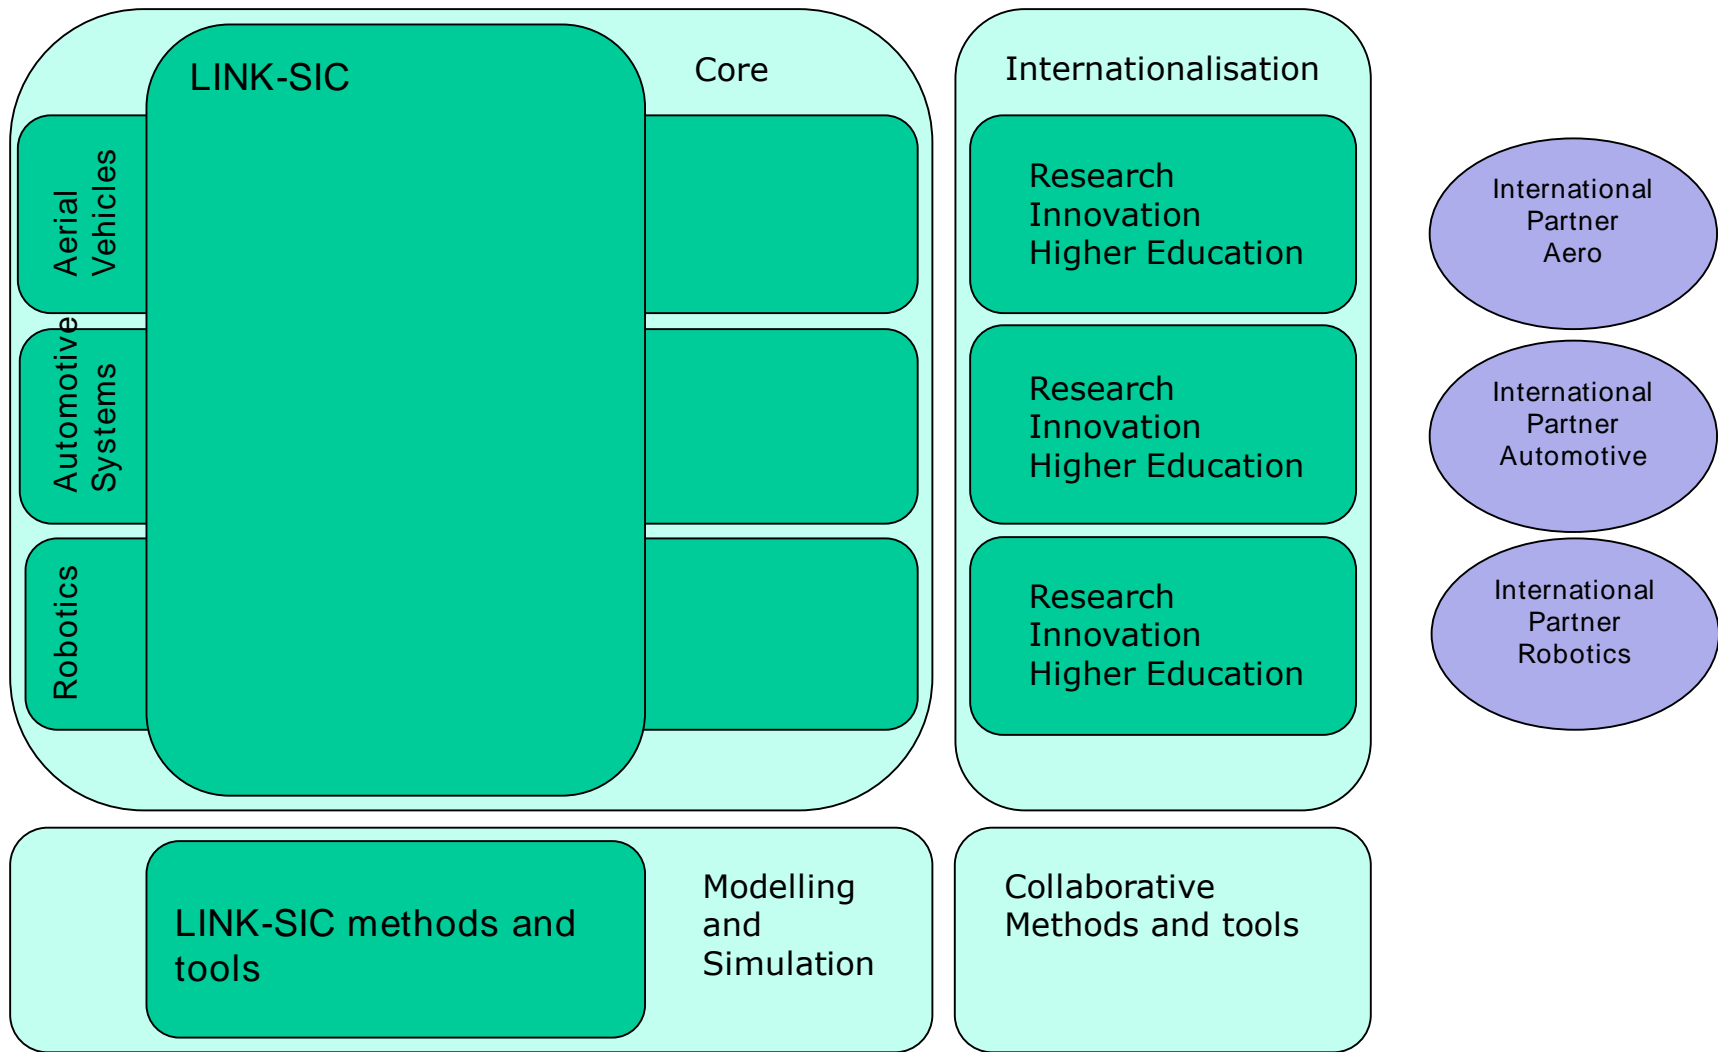 LINK-SIC
Core
Internationalisation
Aerial
Vehicles
Research
Innovation
Higher Education
International
Partner
Aero
Automotive
Systems
Research
Innovation
Higher Education
International
Partner
Automotive
Robotics
Research
Innovation
Higher Education
International
Partner
Robotics
LINK-SIC methods and
tools
Modelling
and
Simulation
Collaborative
Methods and tools